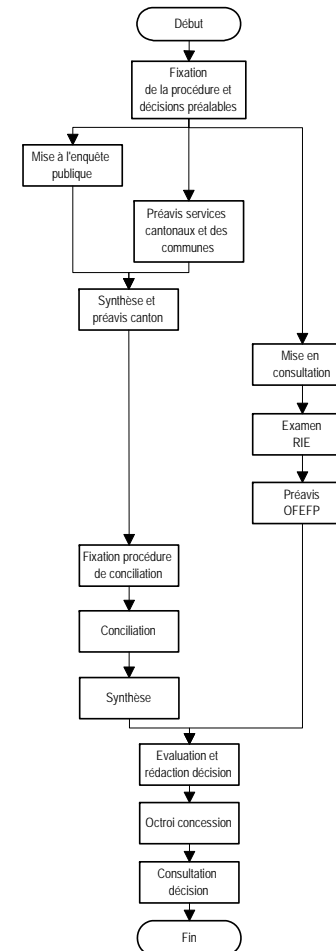 Début
Fixation
de la procédure et
décisions préalables
Mise à l'enquête
publique
Préavis services
cantonaux et des
communes
Synthèse et
préavis canton
Mise en
consultation
Examen
RIE
Préavis
OFEFP
Fixation procédure
de conciliation
Conciliation
Synthèse
Evaluation et
rédaction décision
Octroi concession
Consultation
décision
Fin